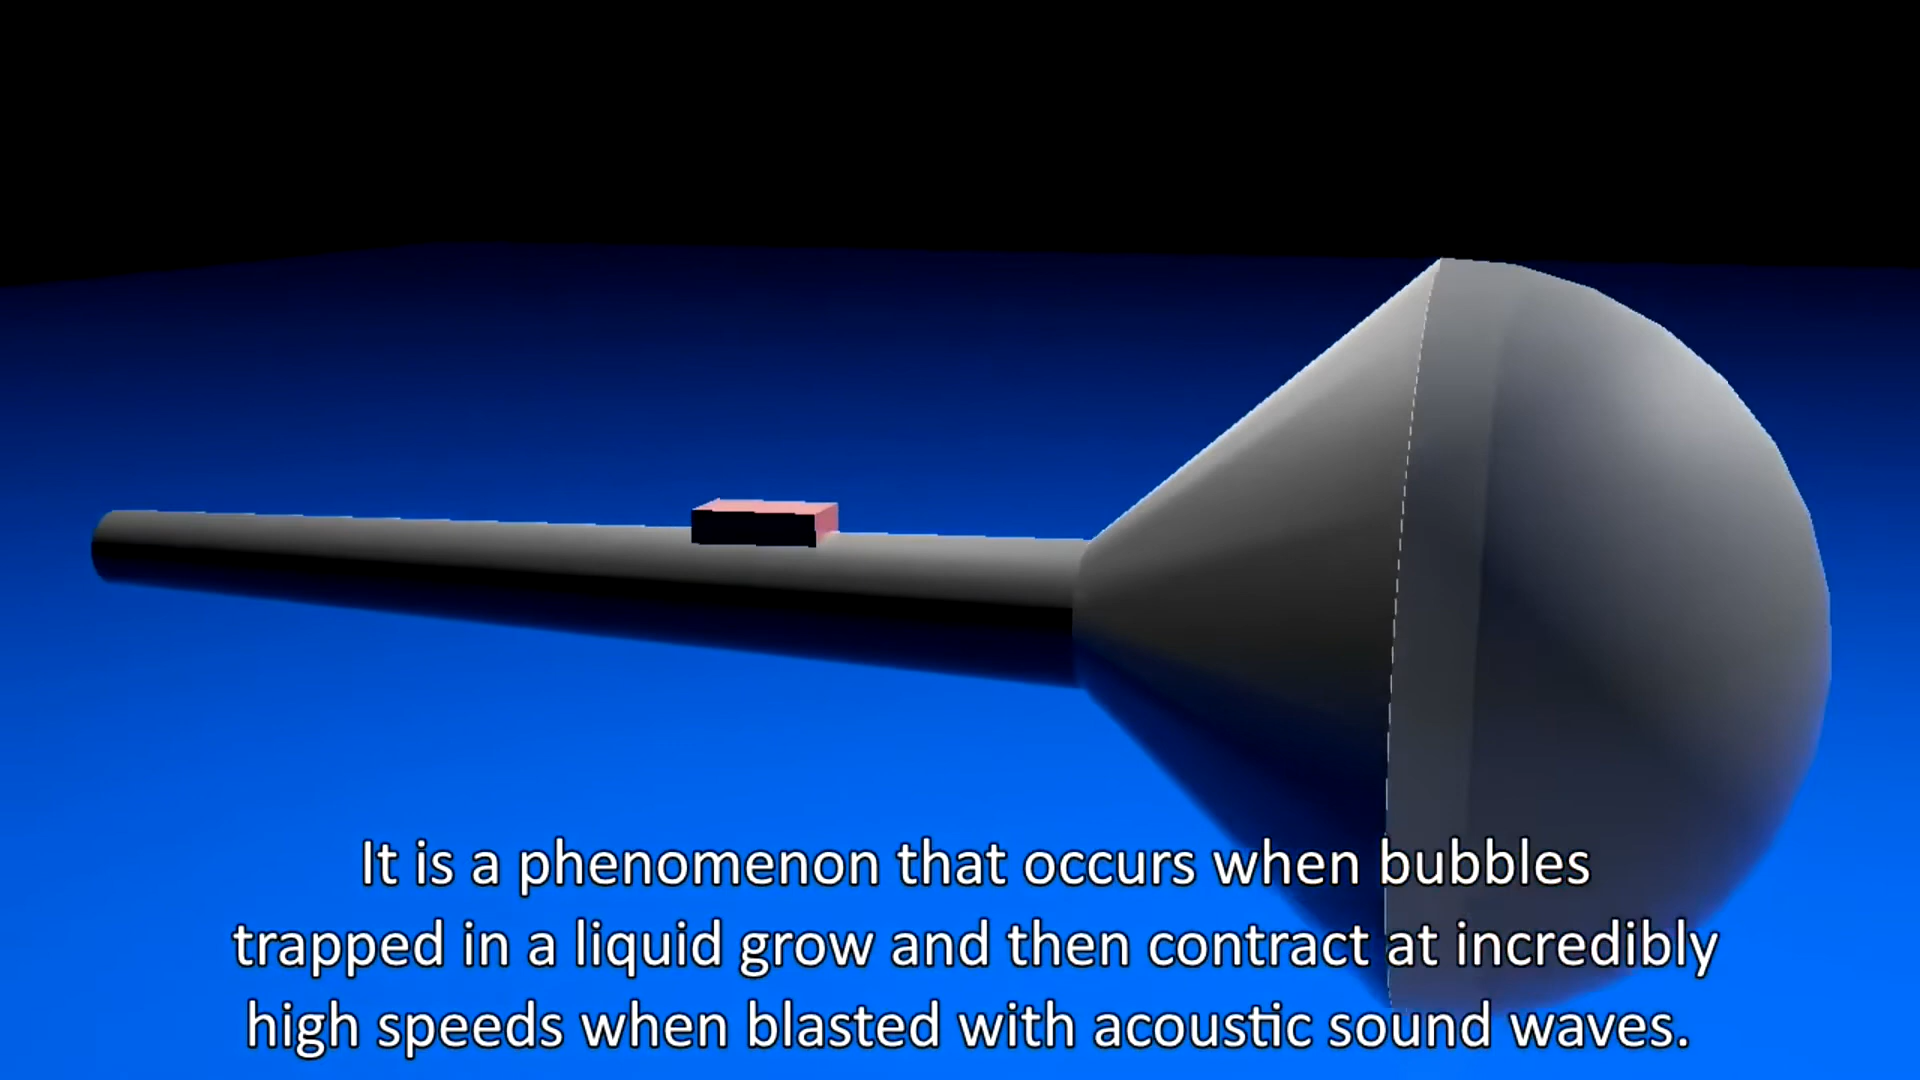 It is a phenomenon that occurs when bubbles
trapped in a liquid grow and then contract at incredibly
high speeds when blasted with acoustic sound waves.